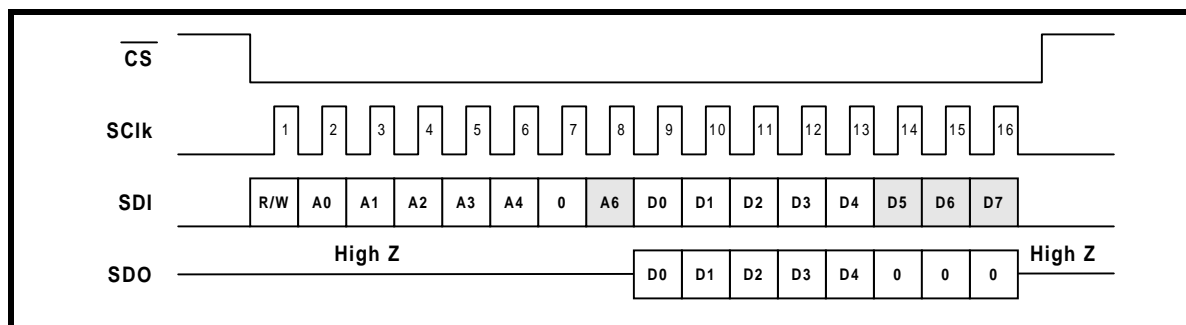 CS
SClk 1 2 3 4 5 6 7 8 9 10 11 12 13 14 15 16
SDI R/W A0 A1 A2 A3 A4 0 A6 D0 D1 D2 D3 D4 D5 D6 D7
High Z High Z
SDO D0 D1 D2 D3 D4 0 0 0